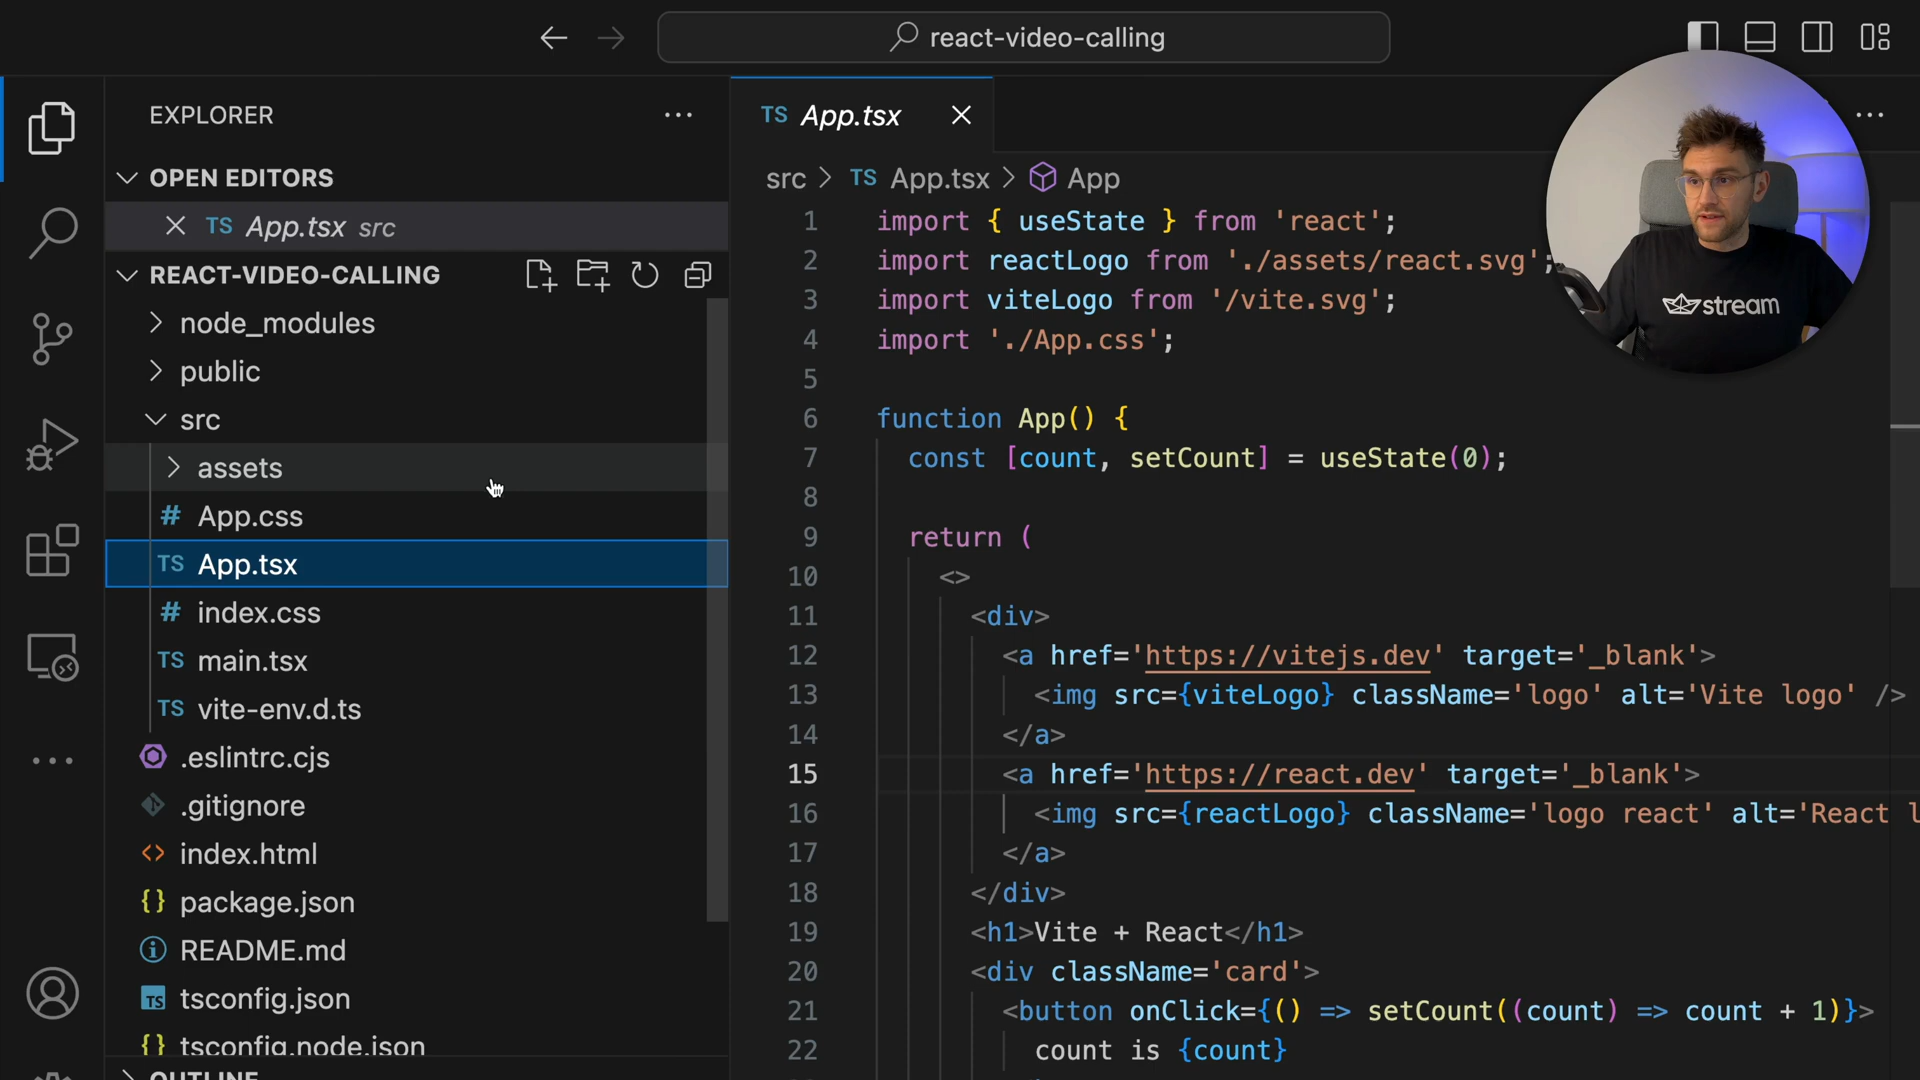 react-video-calling
EXPLORER
OPEN EDITORS
TS App.tsx src
REACT-VIDEO-CALLING
node_modules
public
src
assets
# App.css
TS App.tsx
# index.css
TS main.tsx
TS vite-env.d.ts
.eslintrc.cjs
.gitignore
<> index.html
{} package.json
README.md
TS tsconfig.json
{} tsconfig.node.json
OUTLINE
TS App.tsx
src > TS App.tsx > App
1 import { useState } from 'react';
2 import reactLogo from './assets/react.svg';
3 import viteLogo from '/vite.svg';
4 import './App.css';
5
6 function App() {
7 const [count, setCount] = useState(0);
8
9 return (
10 <>
11 <div>
12 <a href='https://vitejs.dev' target='_blank'>
13 <img src={viteLogo} className='logo' alt='Vite logo' />
14 </a>
15 <a href='https://react.dev' target='_blank'>
16 <img src={reactLogo} className='logo react' alt='React l
17 </a>
18 </div>
19 <h1>Vite + React</h1>
20 <div className='card'>
21 <button onClick={() => setCount((count) => count + 1)}>
22 count is {count}
stream